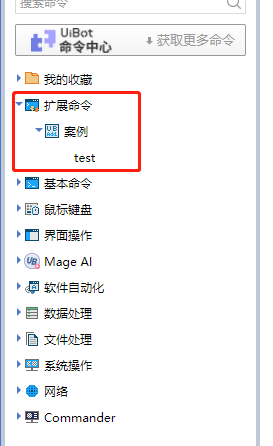 搜索命令
UiBot
命令中心
获取更多命令
我的收藏
扩展命令
UB
案例
test
基本命令
鼠标键盘
界面操作
UB
Mage AI
软件自动化
数据处理
文件处理
系统操作
网络
Commander